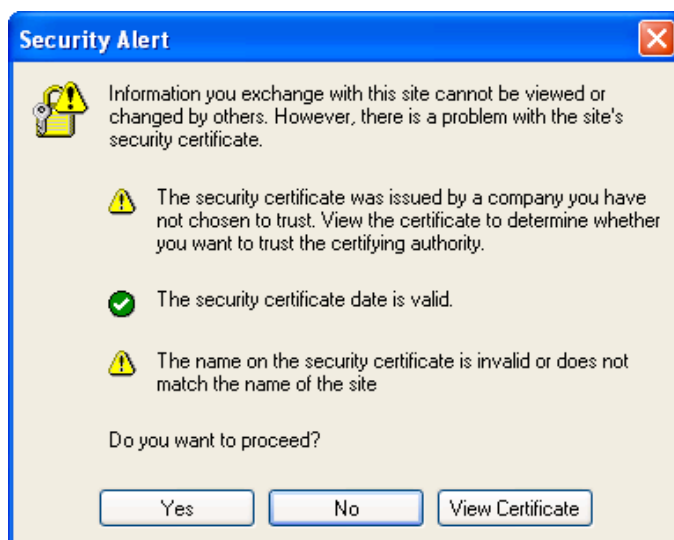 Security Alert
Information you exchange with this site cannot be viewed or
changed by others. However, there is a problem with the site's
security certificate.
The security certificate was issued by a company you have
not chosen to trust. View the certificate to determine whether
you want to trust the certifying authority.
The security certificate date is valid.
The name on the security certificate is invalid or does not
match the name of the site
Do you want to proceed?
Yes
No
View Certificate